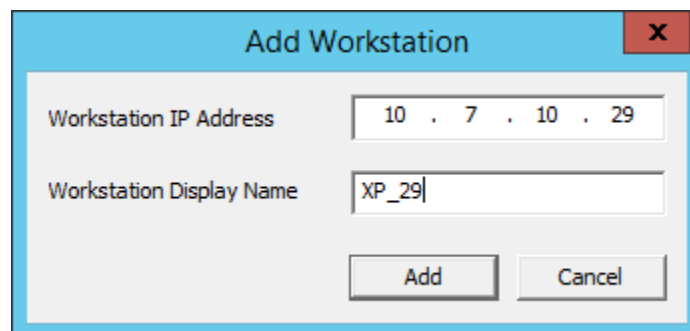 Add Workstation
x
Workstation IP Address 10 . 7 . 10 . 29
Workstation Display Name XP_29
Add Cancel